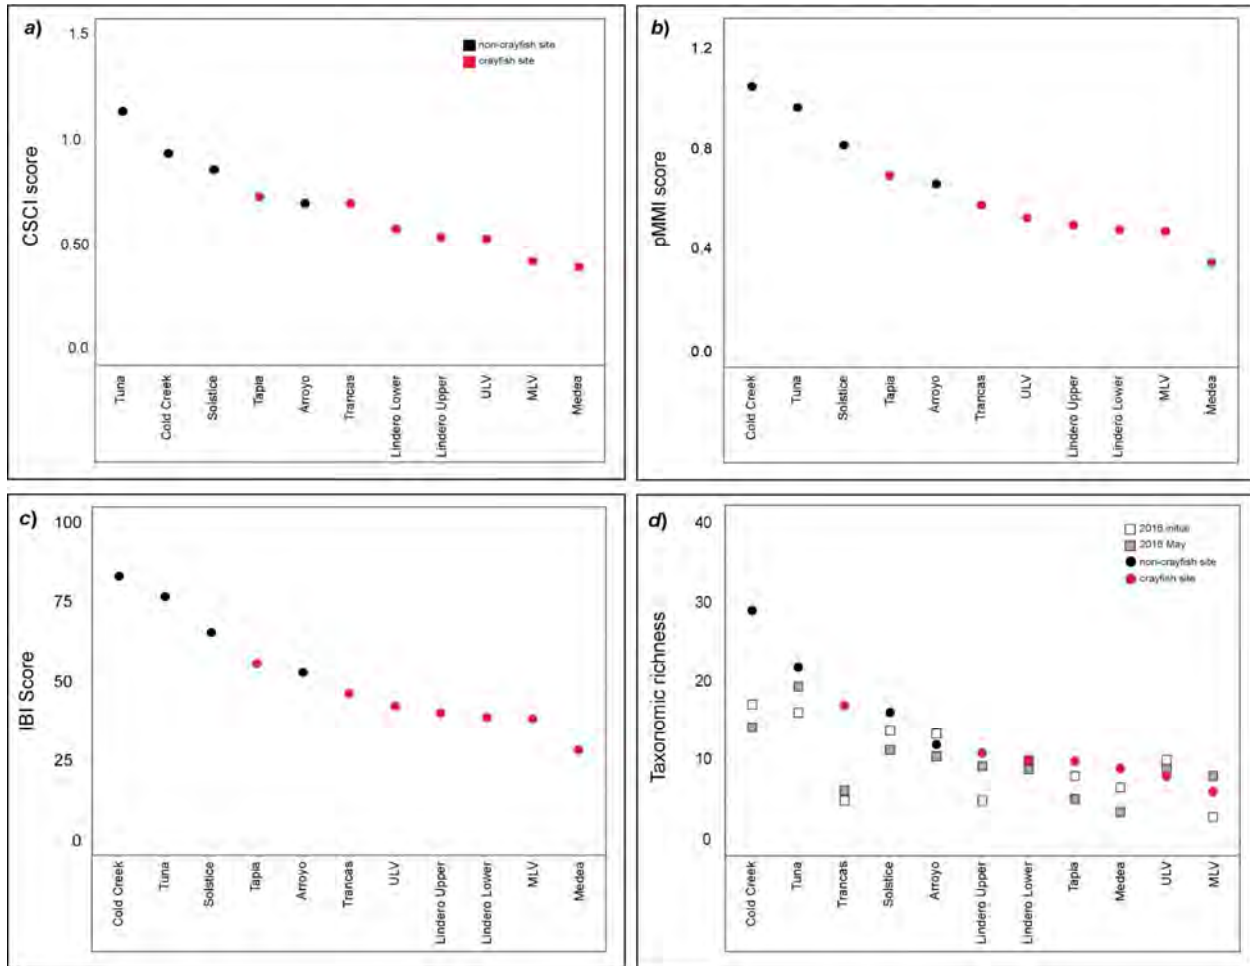 a)
1.5
1.0
0.50
0.0
CSCI score
non-crayfish site
crayfish site
Tuna
Cold Creek
Solstice
Tapia
Arroyo
Trancas
Lindero Lower
Lindero Upper
ULV
MLV
Medea
b)
1.2
0.8
0.4
0.0
pMMI score
Cold Creek
Tuna
Solstice
Tapia
Arroyo
Trancas
ULV
Lindero Upper
Lindero Lower
MLV
Medea
c)
100
75
50
25
0
IBI Score
Cold Creek
Tuna
Solstice
Tapia
Arroyo
Trancas
ULV
Lindero Upper
Lindero Lower
MLV
Medea
d)
40
30
20
10
0
Taxonomic richness
2016 initial
2016 May
non-crayfish site
crayfish site
Cold Creek
Tuna
Trancas
Solstice
Arroyo
Lindero Upper
Lindero Lower
Tapia
Medea
ULV
MLV